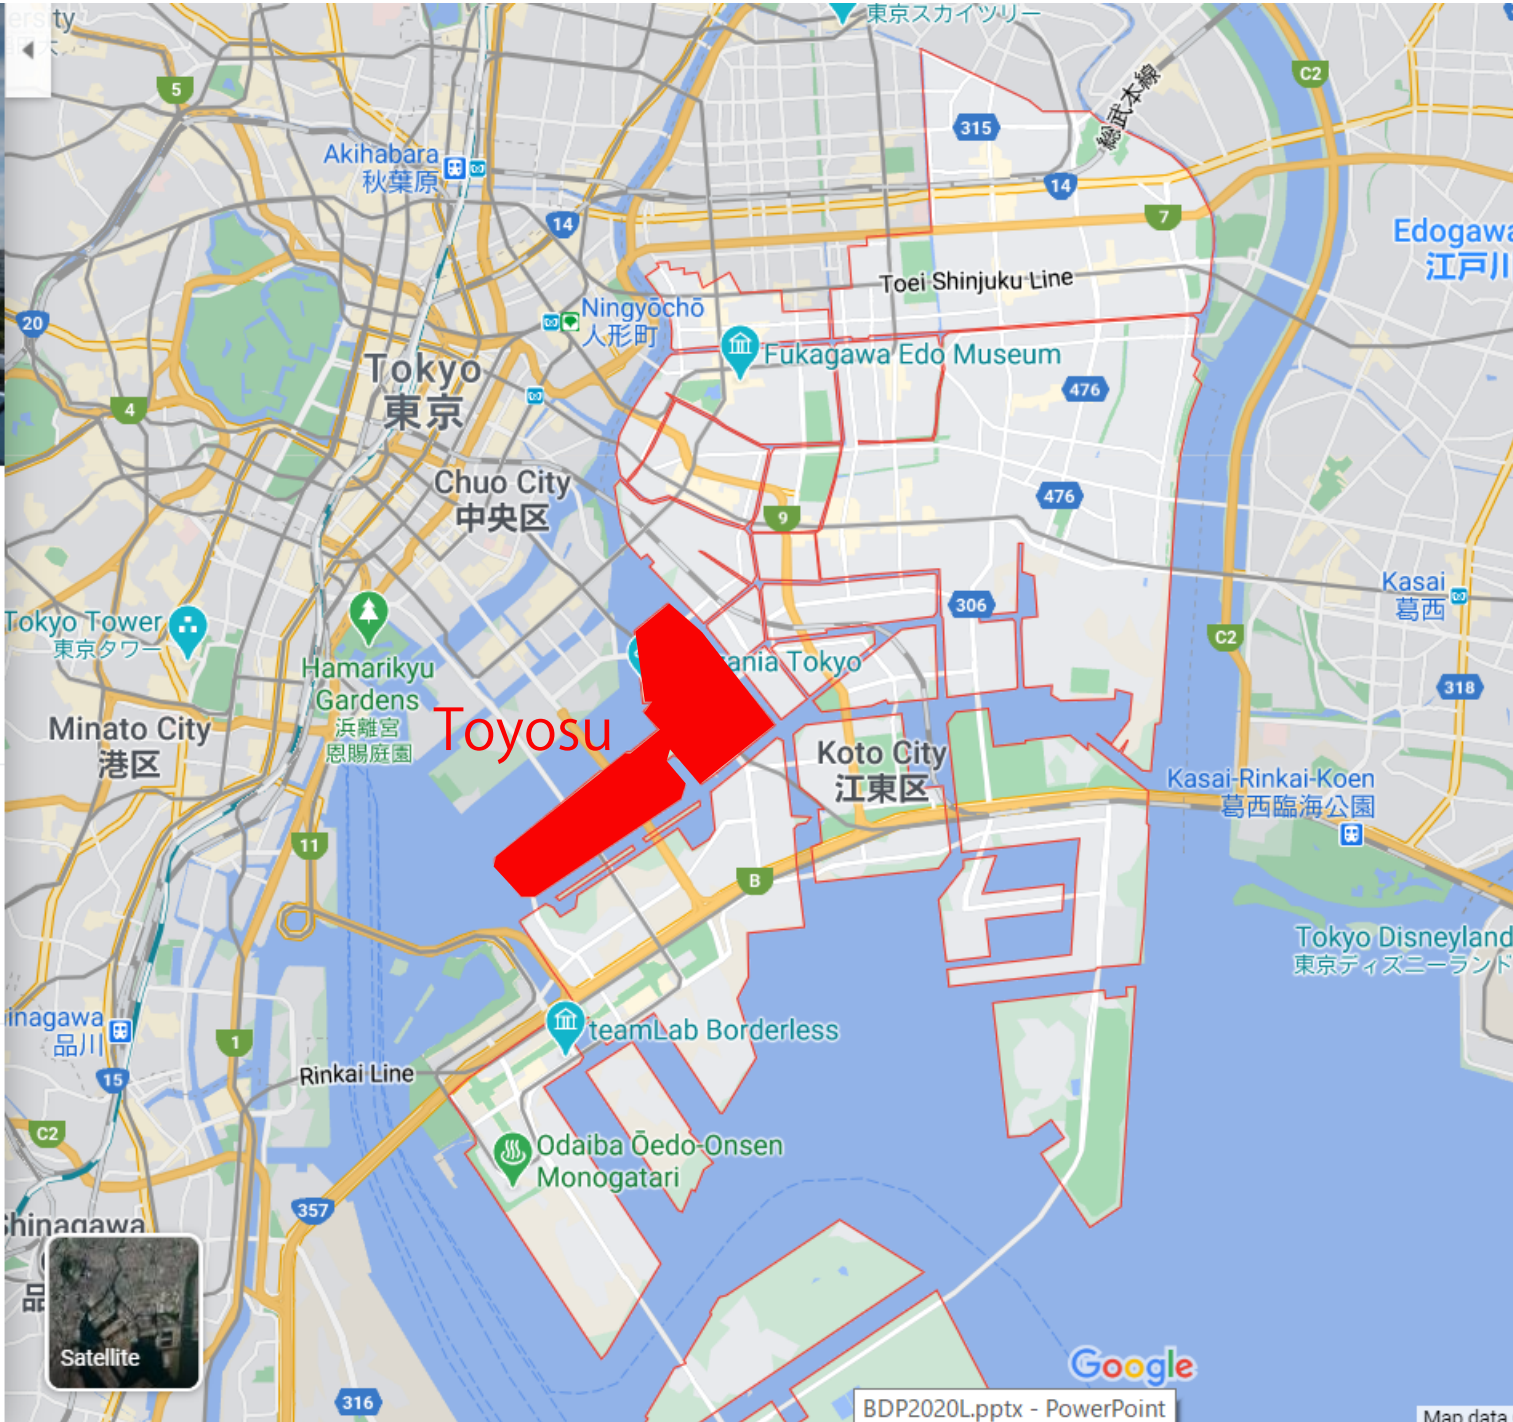 ersity
東京スカイツリー
5
総武本線
C2
315
Akihabara
秋葉原
14
14
7
Edogawa
江戸川
Toei Shinjuku Line
20
Ningyōchō
人形町
Fukagawa Edo Museum
Tokyo
東京
4
476
Chuo City
中央区
476
9
Kasai
葛西
306
Tokyo Tower
東京タワー
C2
Hamarikyu
Gardens
浜離宮
恩賜庭園
ania Tokyo
318
Toyosu
Minato City
港区
Koto City
江東区
Kasai-Rinkai-Koen
葛西臨海公園
11
B
Tokyo Disneyland
東京ディズニーランド
inagawa
品川
1
teamLab Borderless
Rinkai Line
15
C2
Odaiba Ōedo-Onsen
Monogatari
357
Shinagawa
品
Satellite
Google
316
BDP2020L.pptx - PowerPoint
Map data